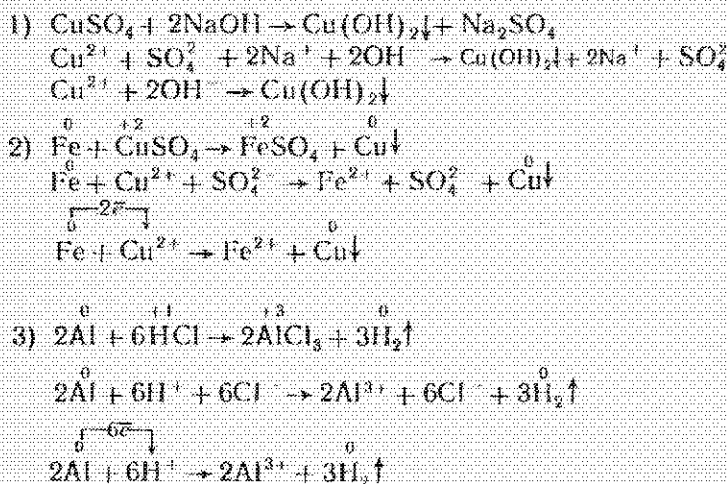 1) CuSO₄ + 2NaOH → Cu(OH)₂↓ + Na₂SO₄
Cu²⁺ + SO₄² + 2Na⁺ + 2OH → Cu(OH)₂↓ + 2Na⁺ + SO₄²
Cu²⁺ + 2OH⁻ → Cu(OH)₂↓
0 +2 +2 0
2) Fe + CuSO₄ → FeSO₄ + Cu↓
0 0
Fe + Cu²⁺ + SO₄²⁻ → Fe²⁺ + SO₄² + Cu↓
2e̅
0 0
Fe + Cu²⁺ → Fe²⁺ + Cu↓
0 +1 +3 0
3) 2Al + 6HCl → 2AlCl₃ + 3H₂↑
0 0
2Al + 6H⁺ + 6Cl⁻ → 2Al³⁺ + 6Cl⁻ + 3H₂↑
6e̅
0 0
2Al + 6H⁺ → 2Al³⁺ + 3H₂↑